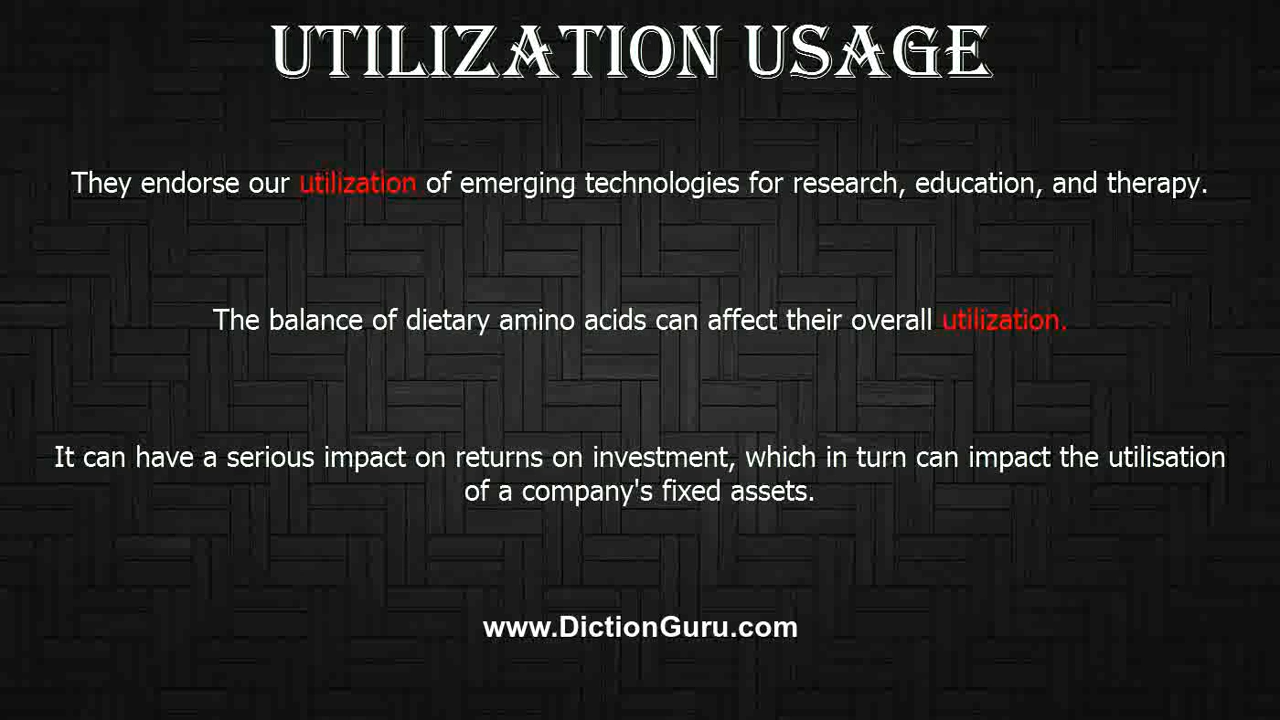 UTILIZATION USAGE
They endorse our utilization of emerging technologies for research, education, and therapy.
The balance of dietary amino acids can affect their overall utilization.
It can have a serious impact on returns on investment, which in turn can impact the utilisation
of a company's fixed assets.
www.DictionGuru.com